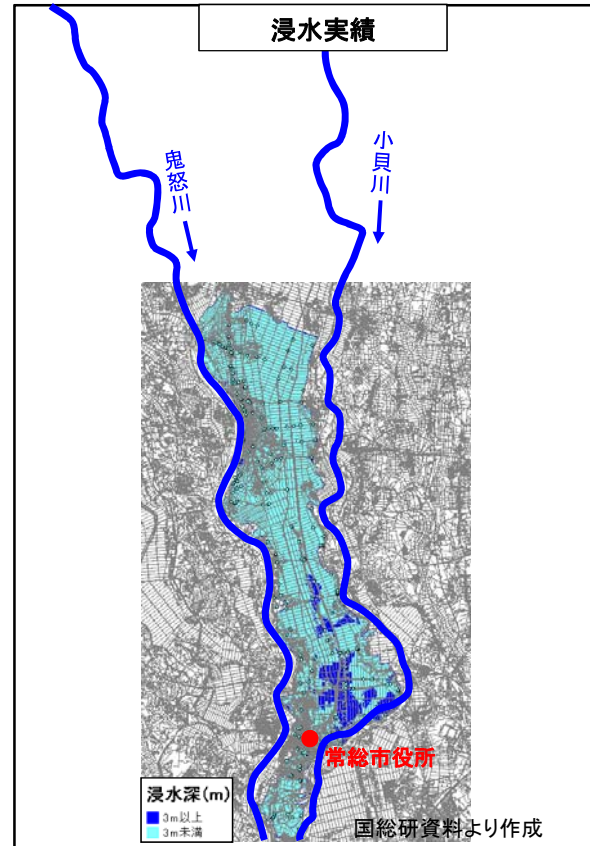 浸水実績
鬼怒川
小貝川
常総市役所
浸水深(m)
3m以上
3m未満
国総研資料より作成